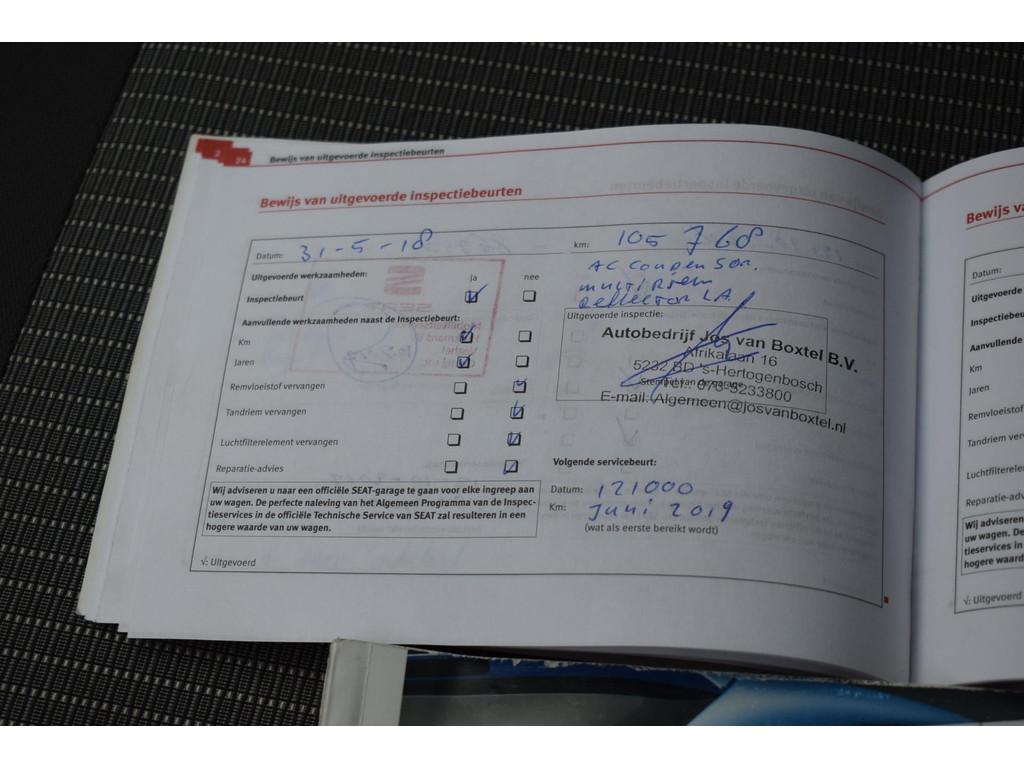 2 24 Bewijs van uitgevoerde inspectiebeurten
Bewijs van uitgevoerde inspectiebeurten
Datum: 31-5-18 km: 105 768
Uitgevoerde werkzaamheden: ja nee
AC Condensor.
multiriem
Reflector L.A.
Inspectiebeurt
Uitgevoerde inspectie:
Aanvullende werkzaamheden naast de Inspectiebeurt:
Autobedrijf Jos van Boxtel B.V.
Afrikalaan 16
5232 BD 's-Hertogenbosch
Stempel van de garage
Tel.: 073-5233800
E-mail: Algemeen@josvanboxtel.nl
Km
Jaren
Remvloeistof vervangen
Tandriem vervangen
Luchtfilterelement vervangen
Reparatie-advies
Volgende servicebeurt:
Datum: 121000
Km: Juni 2019
(wat als eerste bereikt wordt)
Wij adviseren u naar een officiële SEAT-garage te gaan voor elke ingreep aan
uw wagen. De perfecte naleving van het Algemeen Programma van de Inspec-
tieservices in de officiële Technische Service van SEAT zal resulteren in een
hogere waarde van uw wagen.
√: Uitgevoerd
Bewijs va
Datum:
Uitgevoerde
Inspectiebeu
Aanvullende
Km
Jaren
Remvloeistof
Tandriem verv
Luchtfilterele
Reparatie-adv
Wij adviseren
uw wagen. De
tieservices in
hogere waard
√: Uitgevoerd